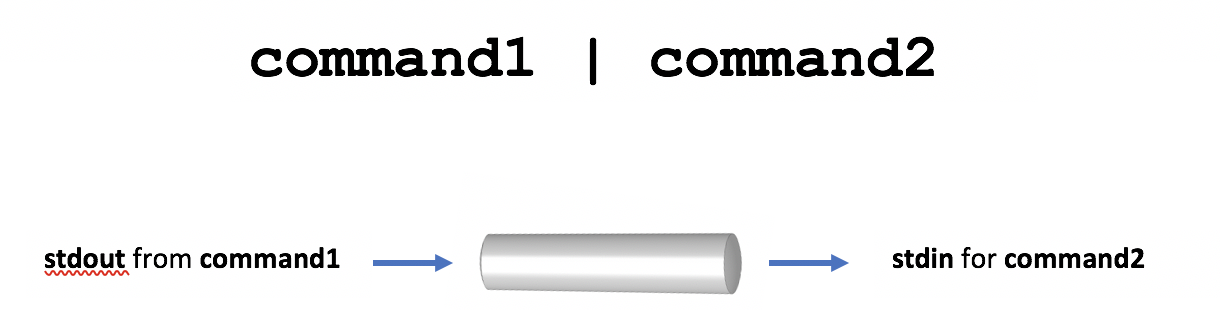 command1 | command2
stdout from command1
stdin for command2